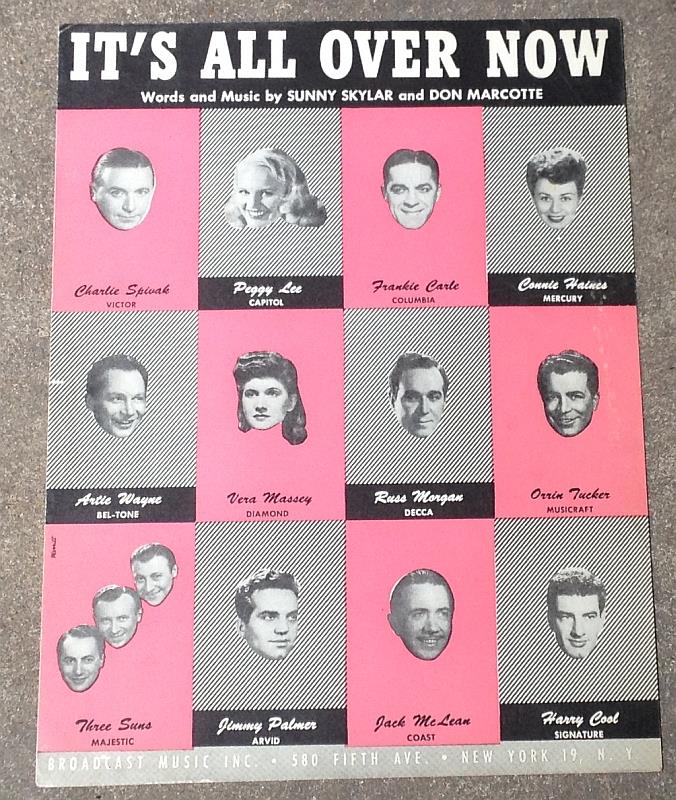 IT'S ALL OVER NOW
Words and Music by SUNNY SKYLAR and DON MARCOTTE
Charlie Spivak
VICTOR
Peggy Lee
CAPITOL
Frankie Carle
COLUMBIA
Connie Haines
MERCURY
Artie Wayne
BEL-TONE
Vera Massey
DIAMOND
Russ Morgan
DECCA
Orrin Tucker
MUSICRAFT
Three Suns
MAJESTIC
Jimmy Palmer
ARVID
Jack McLean
COAST
Harry Cool
SIGNATURE
BROADCAST MUSIC INC. • 580 FIFTH AVE. • NEW YORK 19, N. Y